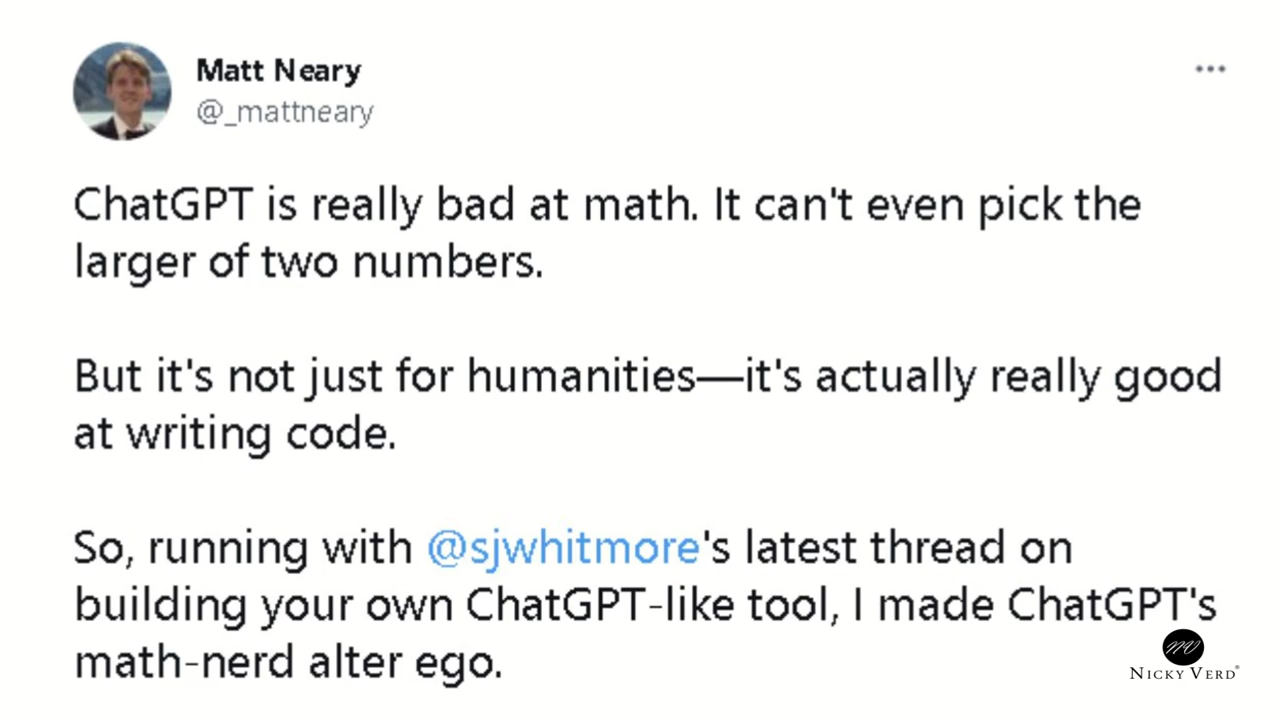 Matt Neary
@_mattneary
ChatGPT is really bad at math. It can't even pick the
larger of two numbers.
But it's not just for humanities—it's actually really good
at writing code.
So, running with @sjwhitmore's latest thread on
building your own ChatGPT-like tool, I made ChatGPT's
math-nerd alter ego.
NV
NICKY VERD®